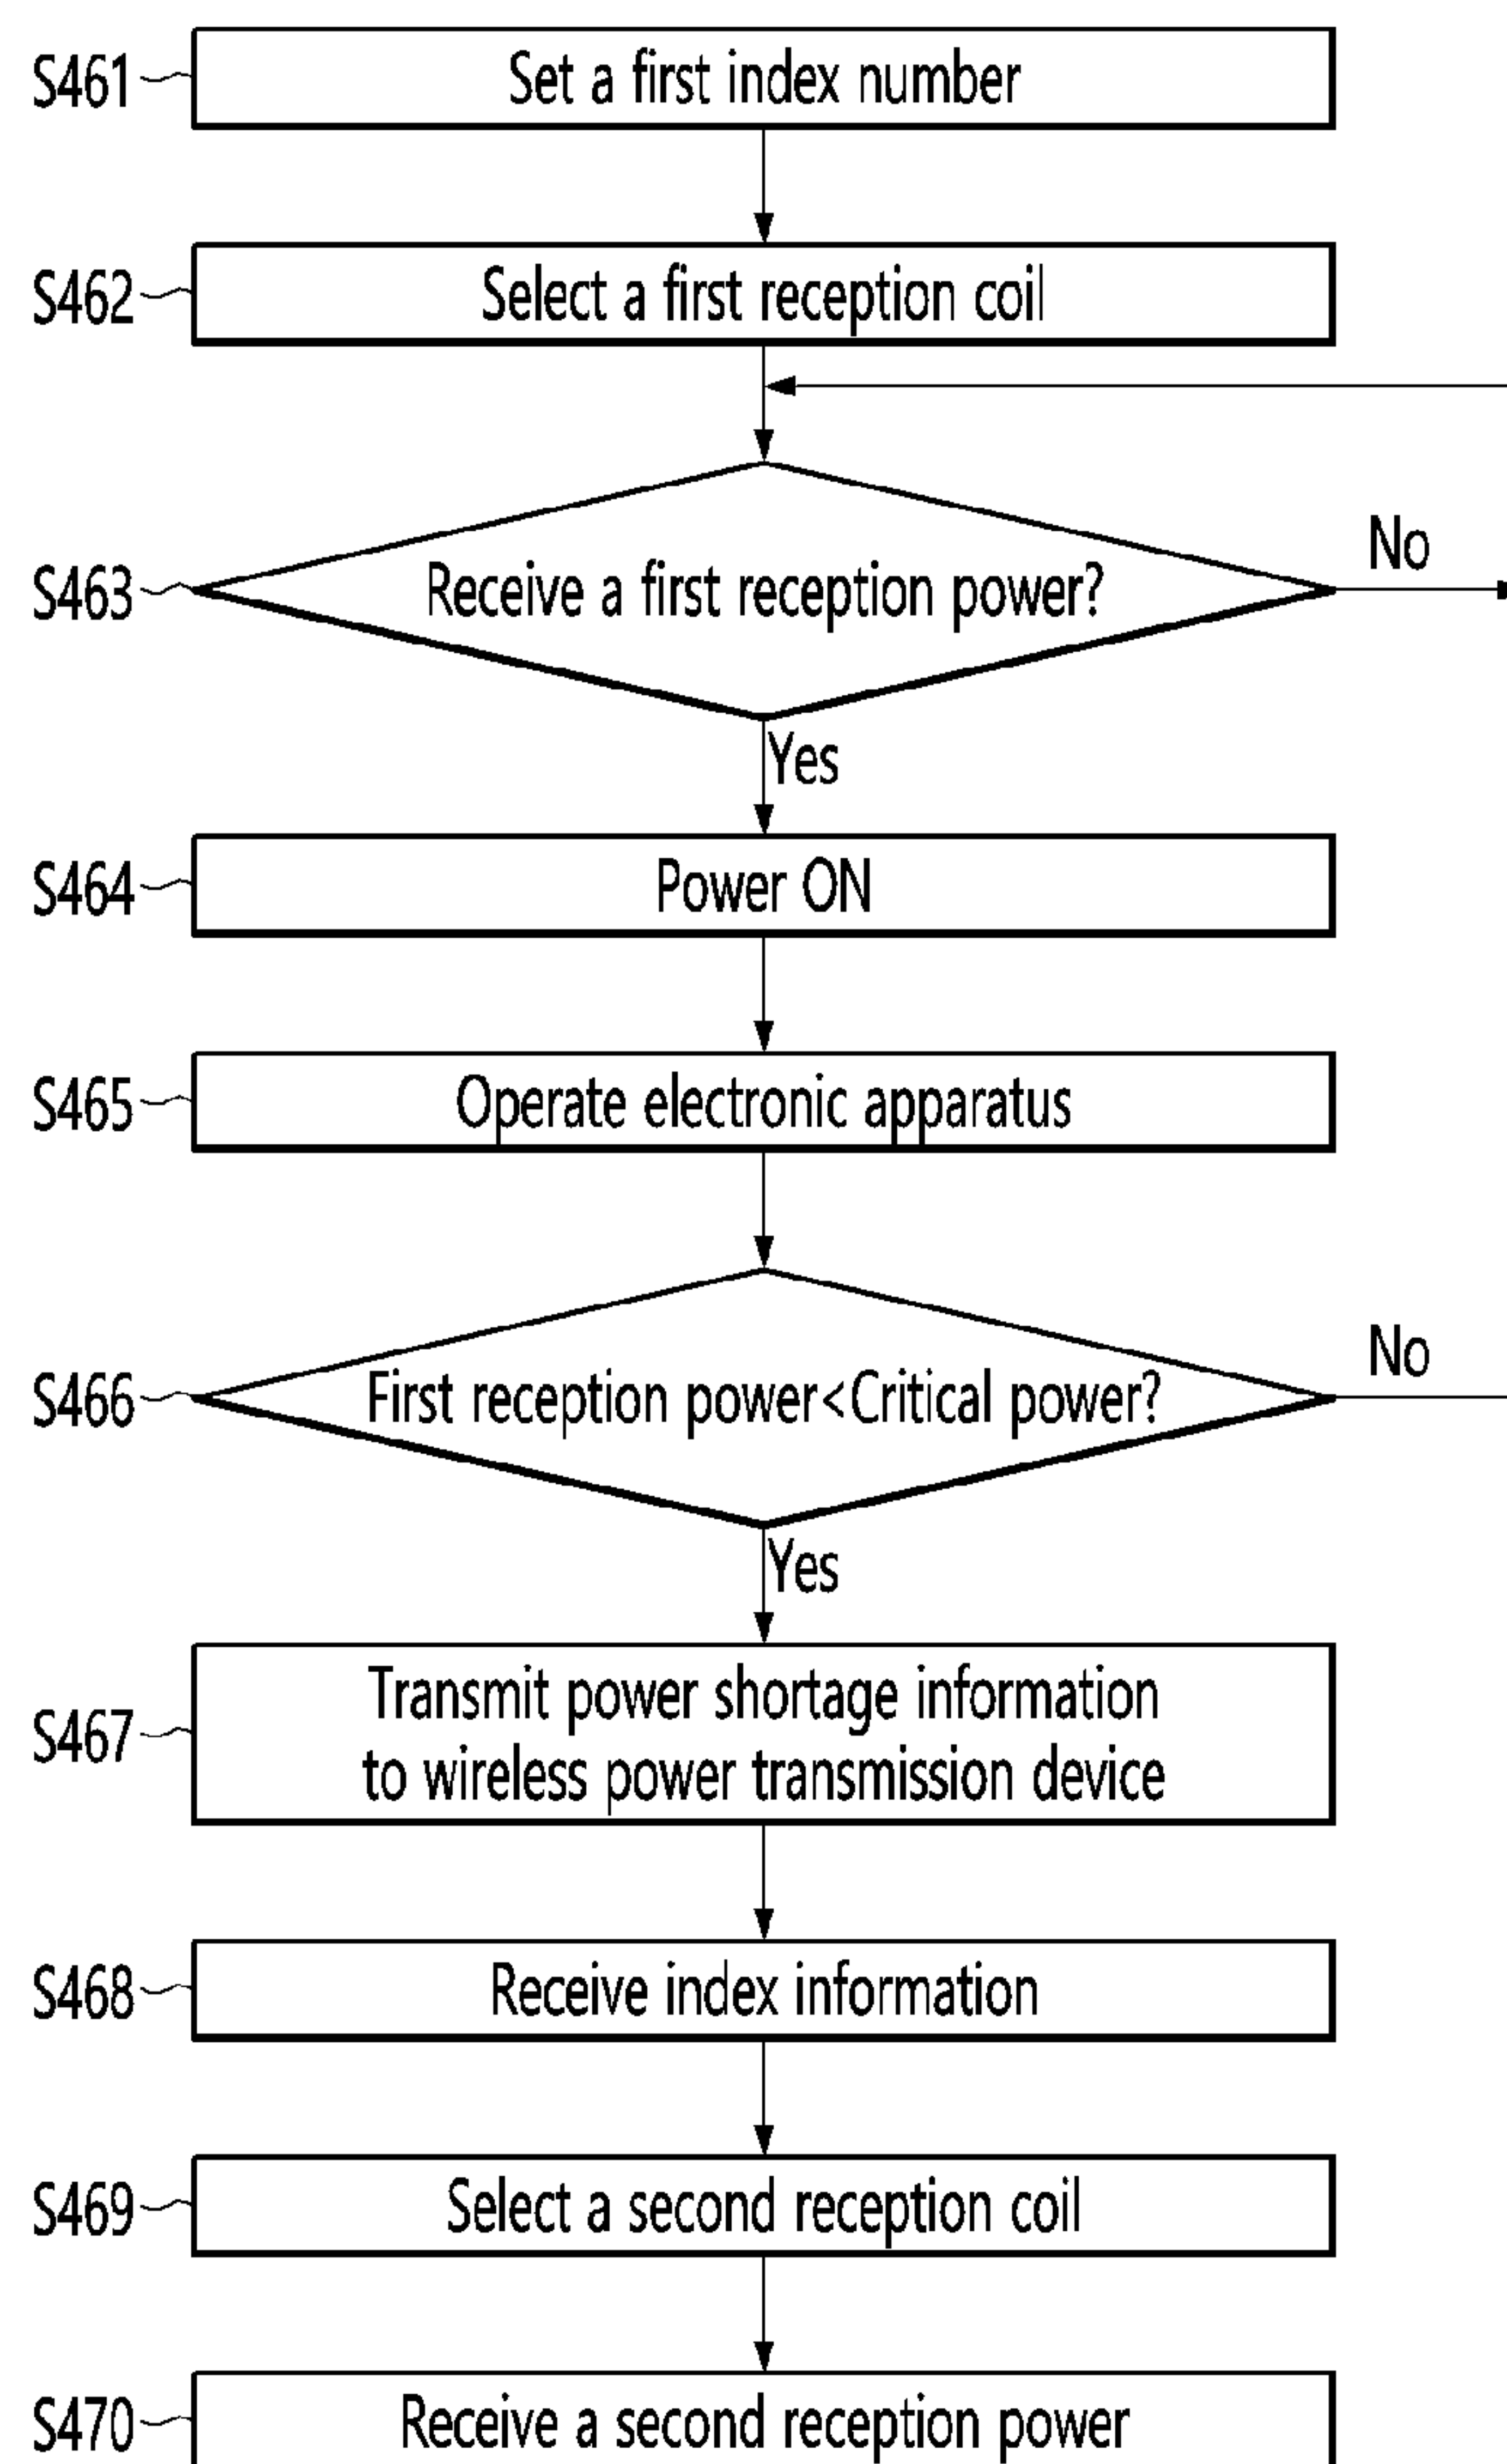 S461 Set a first index number
S462 Select a first reception coil
S463 Receive a first reception power?
No
Yes
S464 Power ON
S465 Operate electronic apparatus
S466 First reception power<Critical power?
No
Yes
S467 Transmit power shortage information
to wireless power transmission device
S468 Receive index information
S469 Select a second reception coil
S470 Receive a second reception power